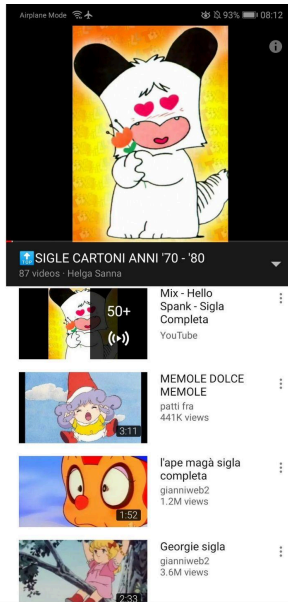 Airplane Mode 93% 08:12
TOP SIGLE CARTONI ANNI '70 - '80
87 videos · Helga Sanna
50+
Mix - Hello
Spank - Sigla
Completa
YouTube
MEMOLE DOLCE
MEMOLE
patti fra
441K views
3:11
l'ape magà sigla
completa
gianniweb2
1.2M views
1:52
Georgie sigla
gianniweb2
3.6M views
2:33